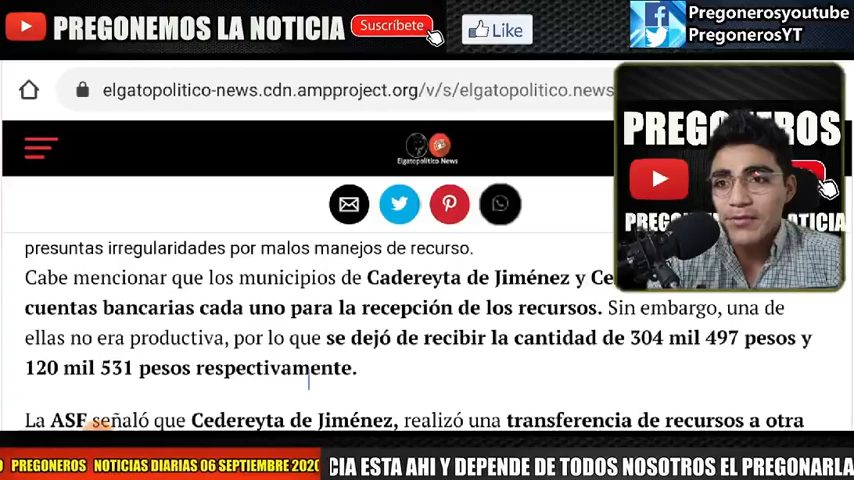 PREGONEMOS LA NOTICIA
Suscríbete
Like
Pregonerosyoutube
PregonerosYT
elgatopolitico-news.cdn.ampproject.org/v/s/elgatopolitico.news
Elgatopolitico News
PREGONEROS
presuntas irregularidades por malos manejos de recurso.
Cabe mencionar que los municipios de Cadereyta de Jiménez y Ce
cuentas bancarias cada uno para la recepción de los recursos. Sin embargo, una de
ellas no era productiva, por lo que se dejó de recibir la cantidad de 304 mil 497 pesos y
120 mil 531 pesos respectivamente.
La ASF señaló que Cedereyta de Jiménez, realizó una transferencia de recursos a otra
PREGONEROS NOTICIAS DIARIAS 06 SEPTIEMBRE 2020
CIA ESTA AHI Y DEPENDE DE TODOS NOSOTROS EL PREGONARLA